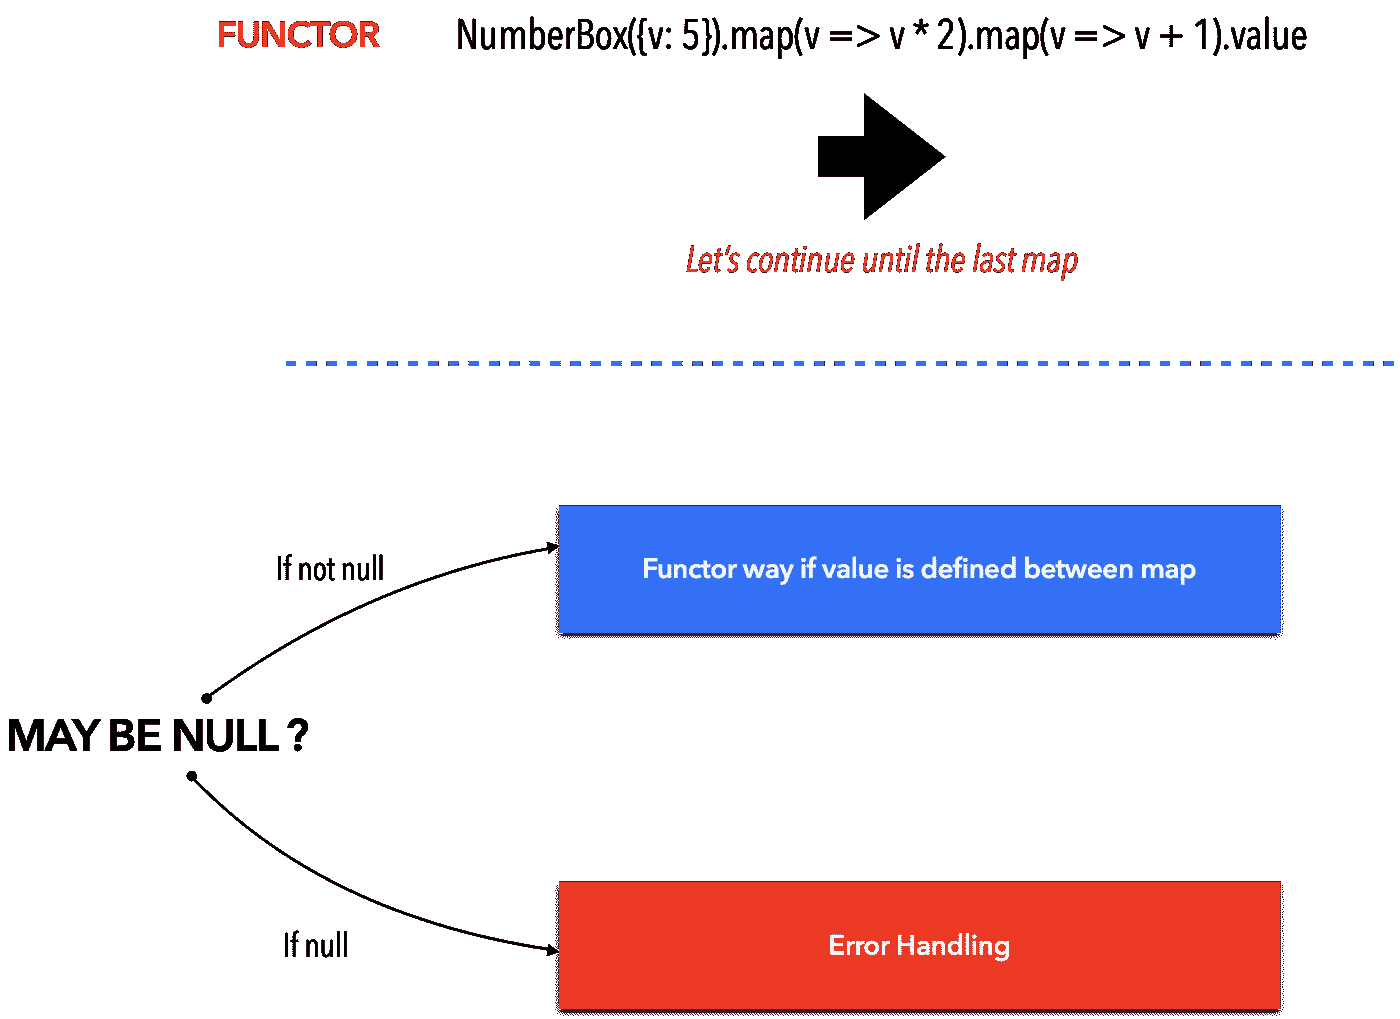 FUNCTOR NumberBox({v: 5}).map(v => v * 2).map(v => v + 1).value
Let's continue until the last map
If not null
Functor way if value is defined between map
MAY BE NULL ?
If null
Error Handling